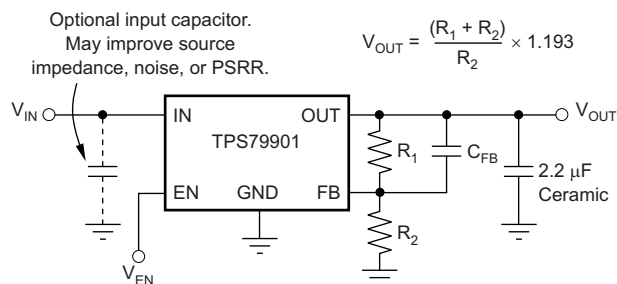 Optional input capacitor.
May improve source
impedance, noise, or PSRR.
V_OUT = (R_1 + R_2) / R_2 × 1.193
V_IN
IN
OUT
V_OUT
TPS79901
R_1
C_FB
2.2 μF
Ceramic
EN
GND
FB
R_2
V_EN